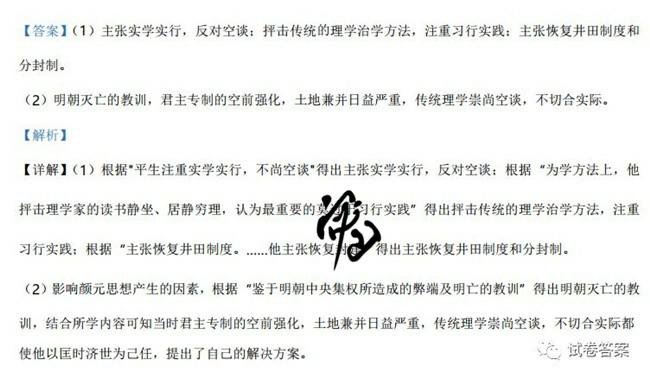 【答案】（1）主张实学实行，反对空谈；抨击传统的理学治学方法，注重习行实践；主张恢复井田制度和
分封制。
（2）明朝灭亡的教训，君主专制的空前强化，土地兼并日益严重，传统理学崇尚空谈，不切合实际。
【解析】
【详解】（1）根据"平生注重实学实行，不尚空谈"得出主张实学实行，反对空谈；根据“为学方法上，他
抨击理学家的读书静坐、居静穷理，认为最重要的莫 习行实践”得出抨击传统的理学治学方法，注重
习行实践；根据“主张恢复井田制度。……他主张恢复封 ”得出主张恢复井田制度和分封制。
（2）影响颜元思想产生的因素，根据“鉴于明朝中央集权所造成的弊端及明亡的教训”得出明朝灭亡的教
训，结合所学内容可知当时君主专制的空前强化，土地兼并日益严重，传统理学崇尚空谈，不切合实际都
使他以匡时济世为己任，提出了自己的解决方案。
试卷答案